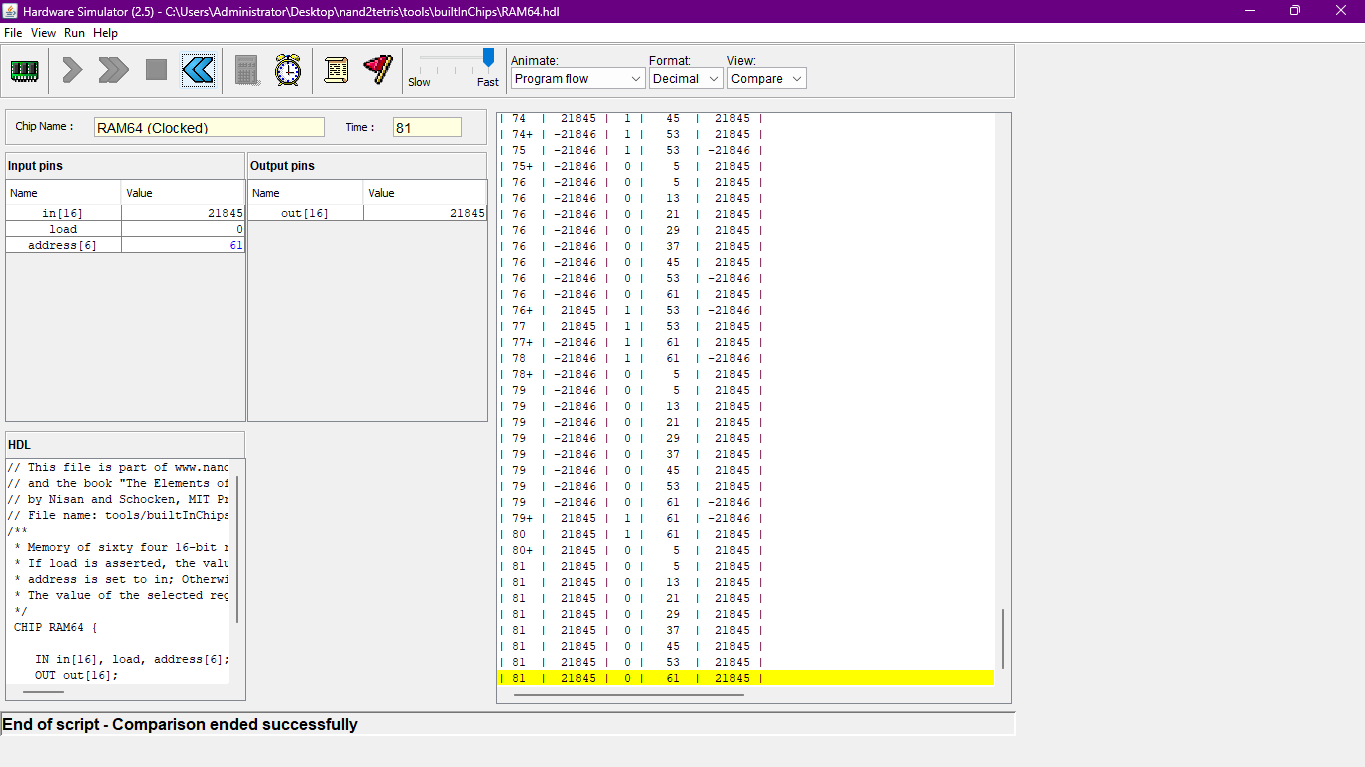 Hardware Simulator (2.5) - C:\Users\Administrator\Desktop\nand2tetris\tools\builtInChips\RAM64.hdl
File View Run Help
Slow Fast
Animate: Format: View:
Program flow Decimal Compare
Chip Name : RAM64 (Clocked) Time : 81
Input pins Output pins
Name Value Name Value
in[16] 21845 out[16] 21845
load 0
address[6] 61
HDL
// This file is part of www.nand
// and the book "The Elements of
// by Nisan and Schocken, MIT Pr
// File name: tools/builtInChips
/**
* Memory of sixty four 16-bit r
* If load is asserted, the valu
* address is set to in; Otherwi
* The value of the selected reg
*/
CHIP RAM64 {
IN in[16], load, address[6];
OUT out[16];
| 74 | 21845 | 1 | 45 | 21845 |
| 74+ | -21846 | 1 | 53 | 21845 |
| 75 | -21846 | 1 | 53 | -21846 |
| 75+ | -21846 | 0 | 5 | 21845 |
| 76 | -21846 | 0 | 5 | 21845 |
| 76 | -21846 | 0 | 13 | 21845 |
| 76 | -21846 | 0 | 21 | 21845 |
| 76 | -21846 | 0 | 29 | 21845 |
| 76 | -21846 | 0 | 37 | 21845 |
| 76 | -21846 | 0 | 45 | 21845 |
| 76 | -21846 | 0 | 53 | -21846 |
| 76 | -21846 | 0 | 61 | 21845 |
| 76+ | 21845 | 1 | 53 | -21846 |
| 77 | 21845 | 1 | 53 | 21845 |
| 77+ | -21846 | 1 | 61 | 21845 |
| 78 | -21846 | 1 | 61 | -21846 |
| 78+ | -21846 | 0 | 5 | 21845 |
| 79 | -21846 | 0 | 5 | 21845 |
| 79 | -21846 | 0 | 13 | 21845 |
| 79 | -21846 | 0 | 21 | 21845 |
| 79 | -21846 | 0 | 29 | 21845 |
| 79 | -21846 | 0 | 37 | 21845 |
| 79 | -21846 | 0 | 45 | 21845 |
| 79 | -21846 | 0 | 53 | 21845 |
| 79 | -21846 | 0 | 61 | -21846 |
| 79+ | 21845 | 1 | 61 | -21846 |
| 80 | 21845 | 1 | 61 | 21845 |
| 80+ | 21845 | 0 | 5 | 21845 |
| 81 | 21845 | 0 | 5 | 21845 |
| 81 | 21845 | 0 | 13 | 21845 |
| 81 | 21845 | 0 | 21 | 21845 |
| 81 | 21845 | 0 | 29 | 21845 |
| 81 | 21845 | 0 | 37 | 21845 |
| 81 | 21845 | 0 | 45 | 21845 |
| 81 | 21845 | 0 | 53 | 21845 |
| 81 | 21845 | 0 | 61 | 21845 |
End of script - Comparison ended successfully